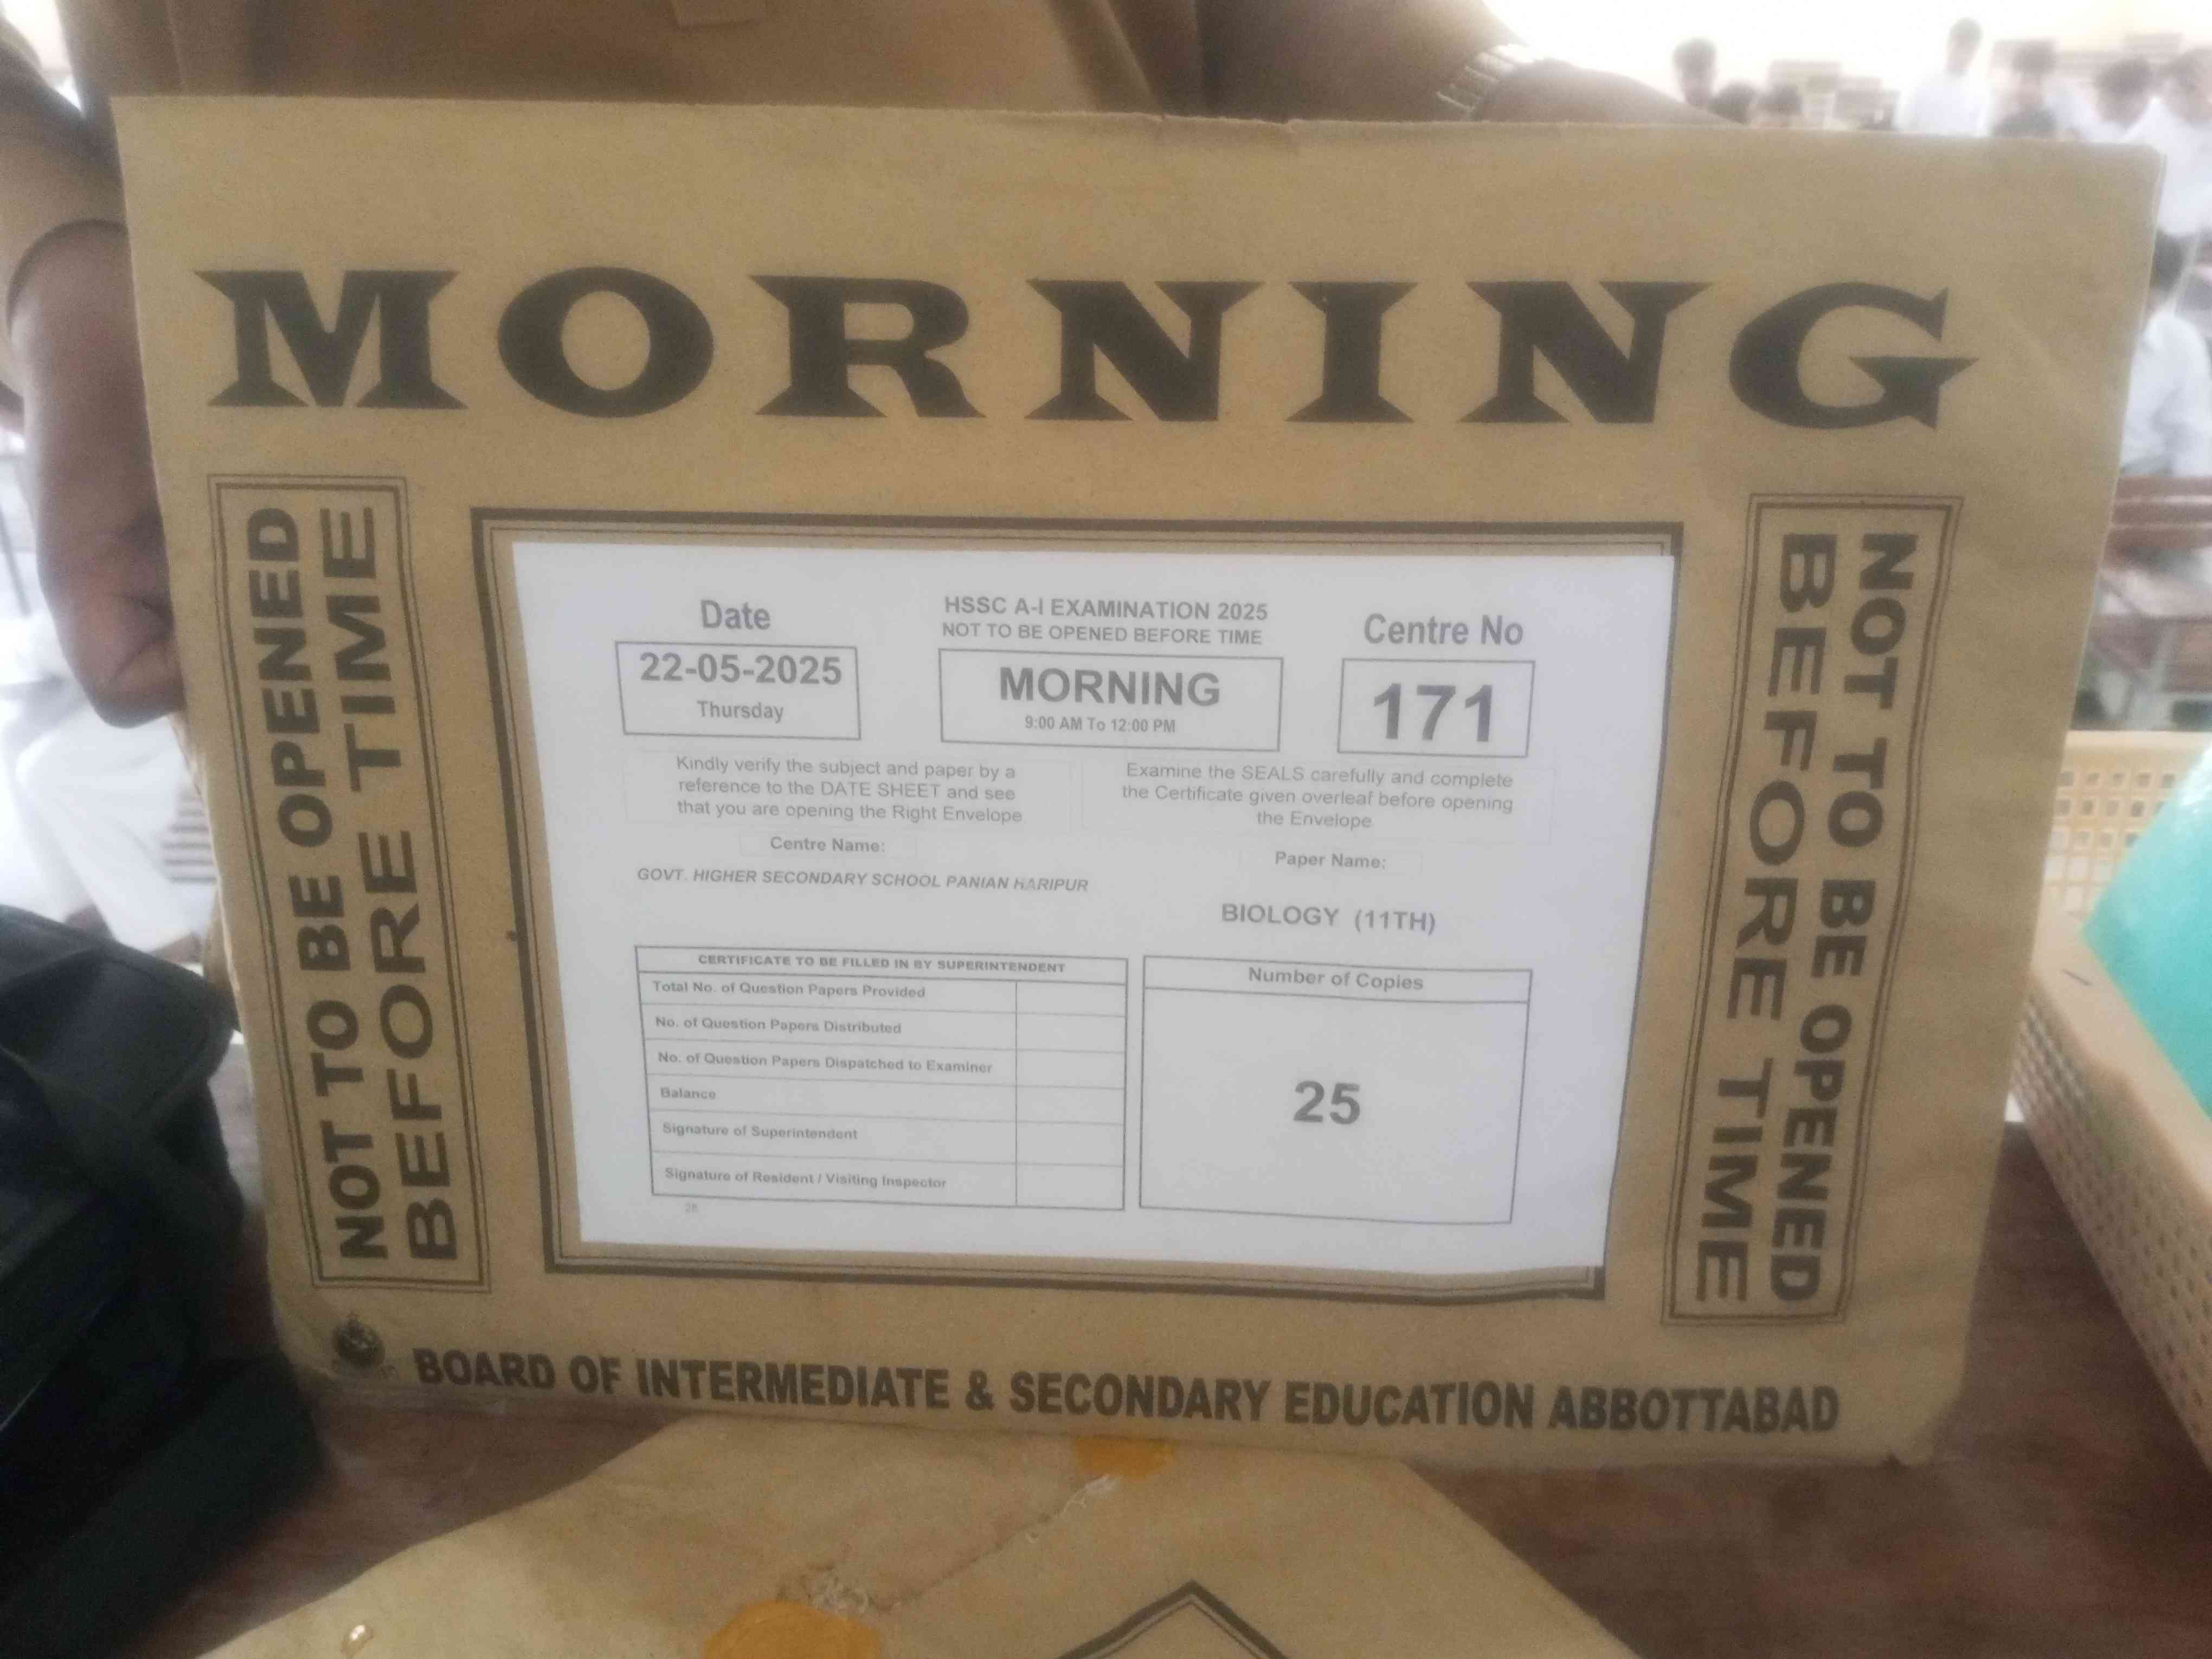 MORNING
NOT TO BE OPENED
BEFORE TIME
Date
22-05-2025
Thursday
HSSC A-I EXAMINATION 2025
NOT TO BE OPENED BEFORE TIME
MORNING
9:00 AM To 12:00 PM
Centre No
171
Kindly verify the subject and paper by a
reference to the DATE SHEET and see
that you are opening the Right Envelope
Examine the SEALS carefully and complete
the Certificate given overleaf before opening
the Envelope
Centre Name:
GOVT. HIGHER SECONDARY SCHOOL PANIAN HARIPUR
Paper Name:
BIOLOGY (11TH)
CERTIFICATE TO BE FILLED IN BY SUPERINTENDENT
Total No. of Question Papers Provided
No. of Question Papers Distributed
No. of Question Papers Dispatched to Examiner
Balance
Signature of Superintendent
Signature of Resident / Visiting Inspector
Number of Copies
25
28
NOT TO BE OPENED
BEFORE TIME
BOARD OF INTERMEDIATE & SECONDARY EDUCATION ABBOTTABAD